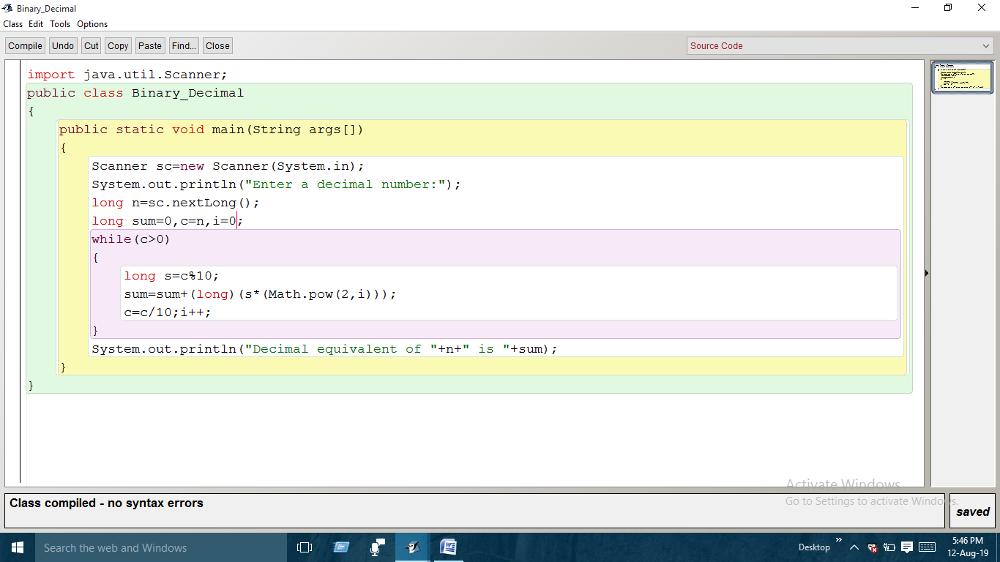 Binary_Decimal
Class Edit Tools Options
Compile Undo Cut Copy Paste Find... Close Source Code
import java.util.Scanner;
public class Binary_Decimal
{
public static void main(String args[])
{
Scanner sc=new Scanner(System.in);
System.out.println("Enter a decimal number:");
long n=sc.nextLong();
long sum=0,c=n,i=0;
while(c>0)
{
long s=c%10;
sum=sum+(long)(s*(Math.pow(2,i)));
c=c/10;i++;
}
System.out.println("Decimal equivalent of "+n+" is "+sum);
}
}
Activate Windows
Go to Settings to activate Windows.
Class compiled - no syntax errors
saved
Search the web and Windows
Desktop
5:46 PM
12-Aug-19